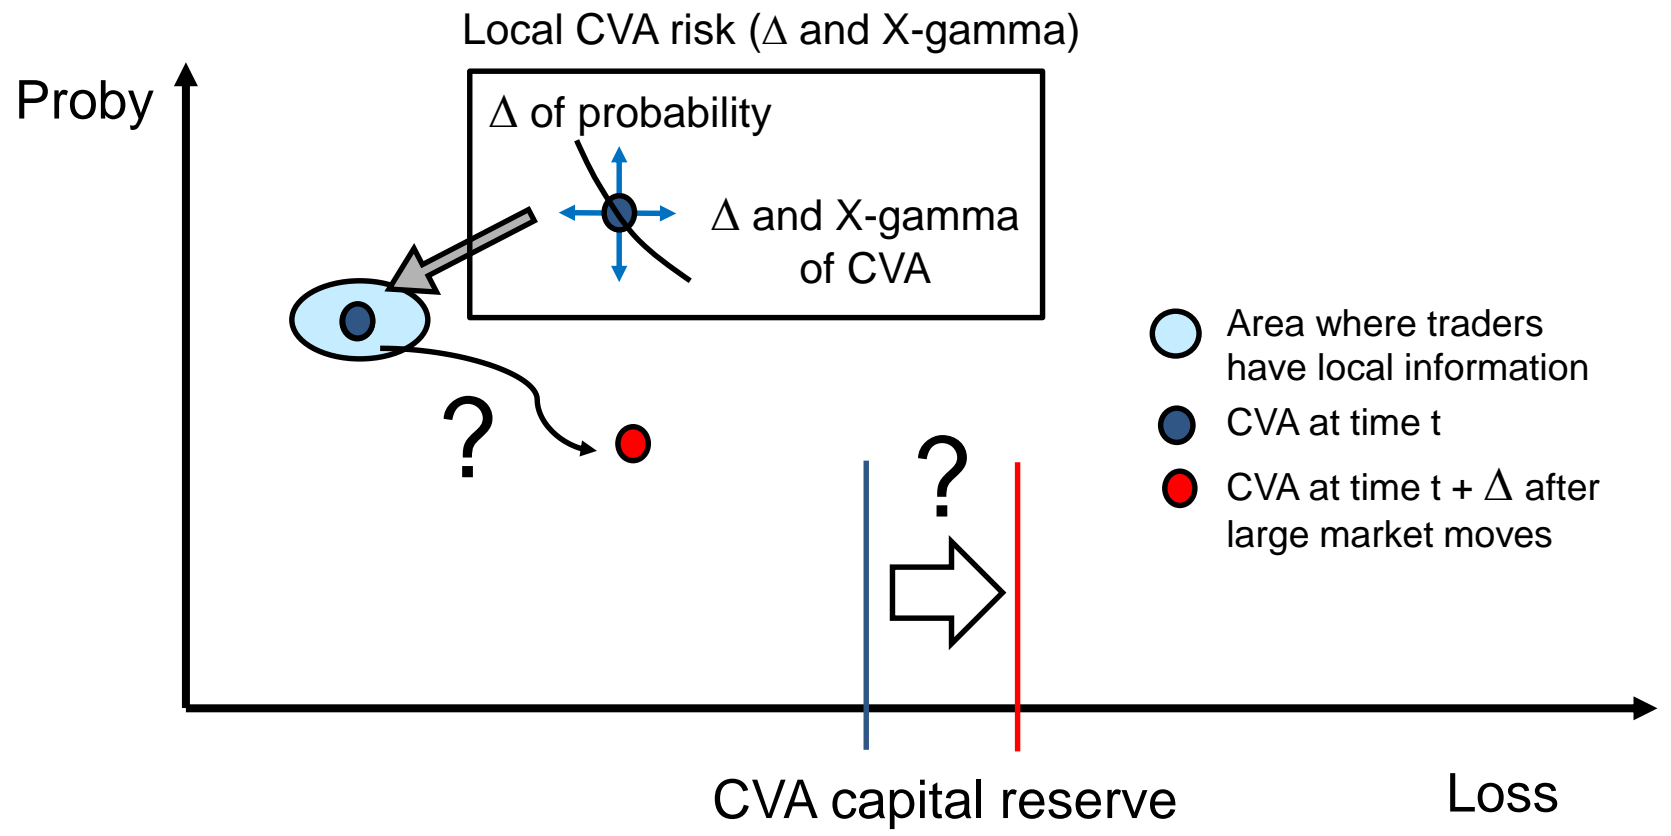 Local CVA risk (Δ and X-gamma)
Proby
Δ of probability
Δ and X-gamma
of CVA
?
?
Area where traders
have local information
CVA at time t
CVA at time t + Δ after
large market moves
CVA capital reserve
Loss